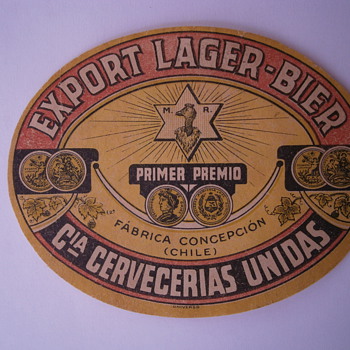 EXPORT LAGER-BIER
M. R.
PRIMER PREMIO
FÁBRICA CONCEPCIÓN
(CHILE)
CIA CERVECERIAS UNIDAS